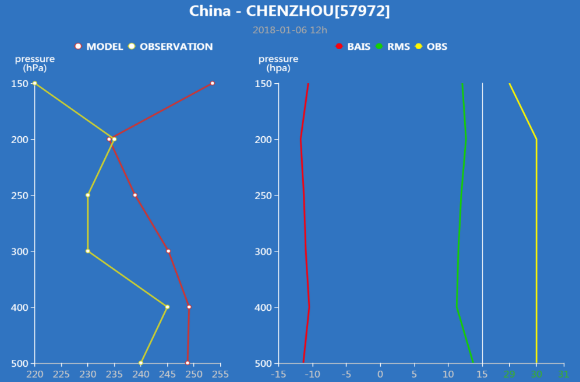 China - CHENZHOU[57972]
2018-01-06 12h
MODEL OBSERVATION
BAIS RMS OBS
pressure
(hPa)
pressure
(hpa)
150
200
250
300
400
500
220 225 230 235 240 245 250 255
150
200
250
300
400
500
-15 -10 -5 0 5 10 15 29 30 31